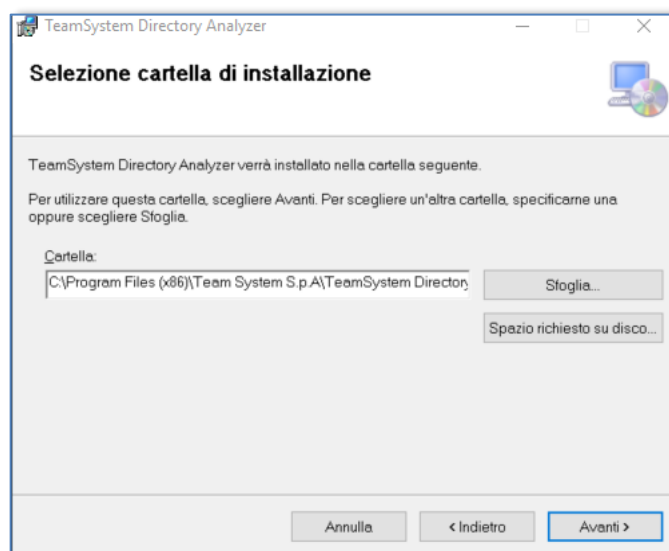 TeamSystem Directory Analyzer
Selezione cartella di installazione
TeamSystem Directory Analyzer verrà installato nella cartella seguente.
Per utilizzare questa cartella, scegliere Avanti. Per scegliere un'altra cartella, specificarne una
oppure scegliere Sfoglia.
Cartella:
C:\Program Files (x86)\Team System S.p.A\TeamSystem Directory
Sfoglia...
Spazio richiesto su disco...
Annulla
< Indietro
Avanti >